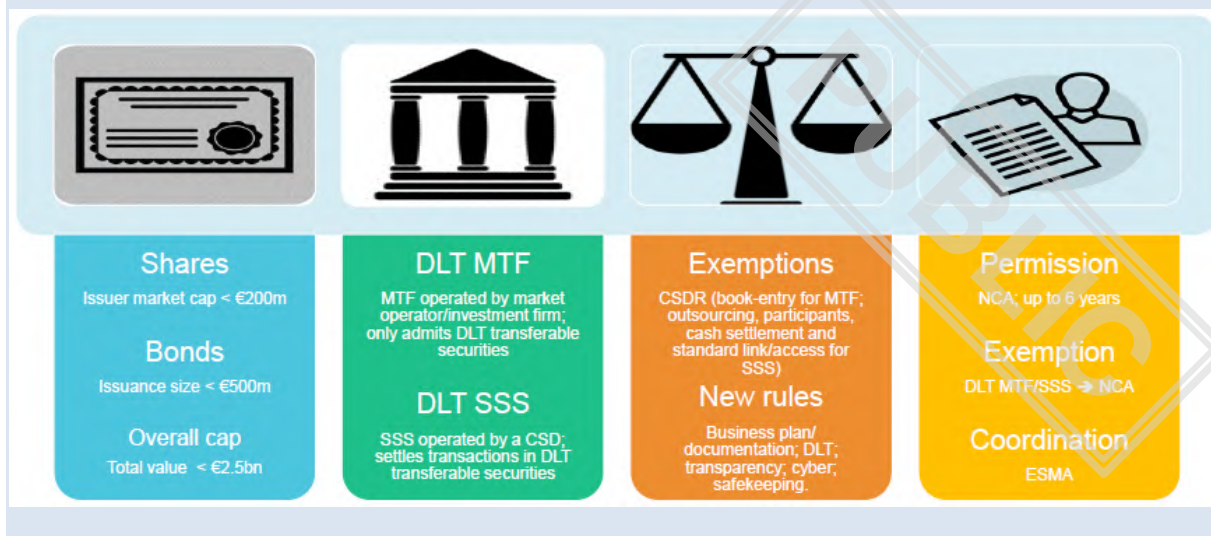 Shares
Issuer market cap < €200m
Bonds
Issuance size < €500m
Overall cap
Total value < €2.5bn
DLT MTF
MTF operated by market
operator/investment firm;
only admits DLT transferable
securities
DLT SSS
SSS operated by a CSD;
settles transactions in DLT
transferable securities
Exemptions
CSDR (book-entry for MTF;
outsourcing, participants,
cash settlement and
standard link/access for
SSS)
New rules
Business plan/
documentation; DLT;
transparency; cyber;
safekeeping.
Permission
NCA; up to 6 years
Exemption
DLT MTF/SSS → NCA
Coordination
ESMA
PUBLIC